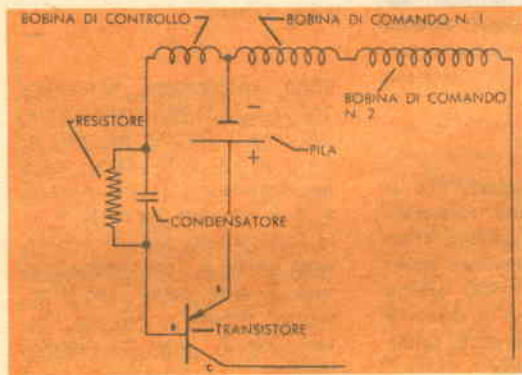 BOBINA DI CONTROLLO
BOBINA DI COMANDO N. 1
BOBINA DI COMANDO
N. 2
RESISTORE
−
+
PILA
CONDENSATORE
E
B
TRANSISTORE
C